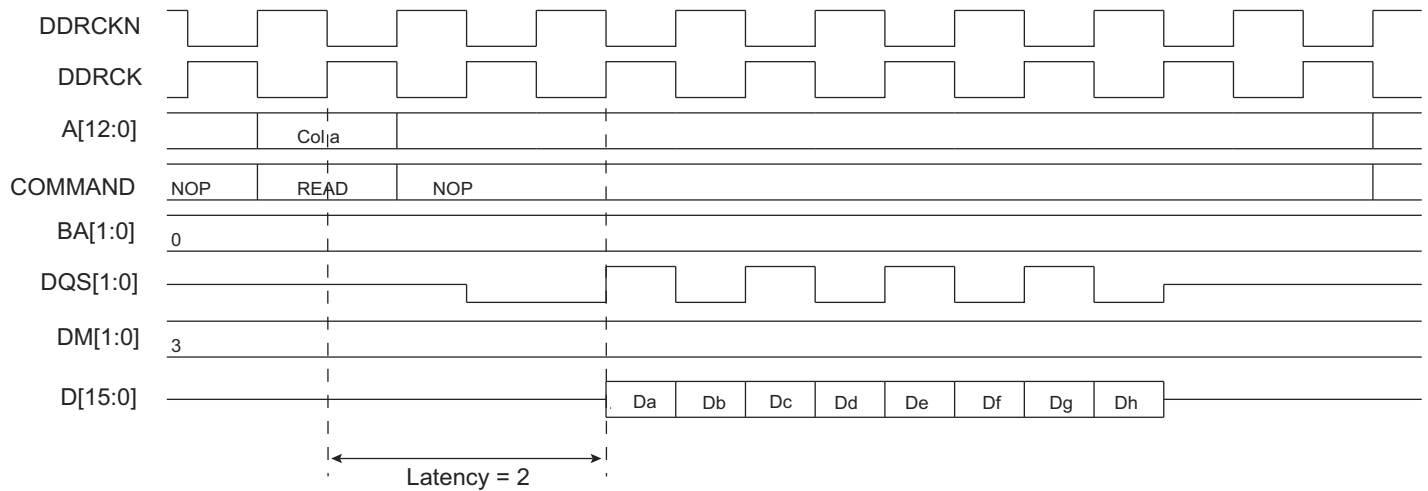 DDRCKN
DDRCK
A[12:0]
Col a
COMMAND
NOP READ NOP
BA[1:0]
0
DQS[1:0]
DM[1:0]
3
D[15:0]
Da Db Dc Dd De Df Dg Dh
Latency = 2